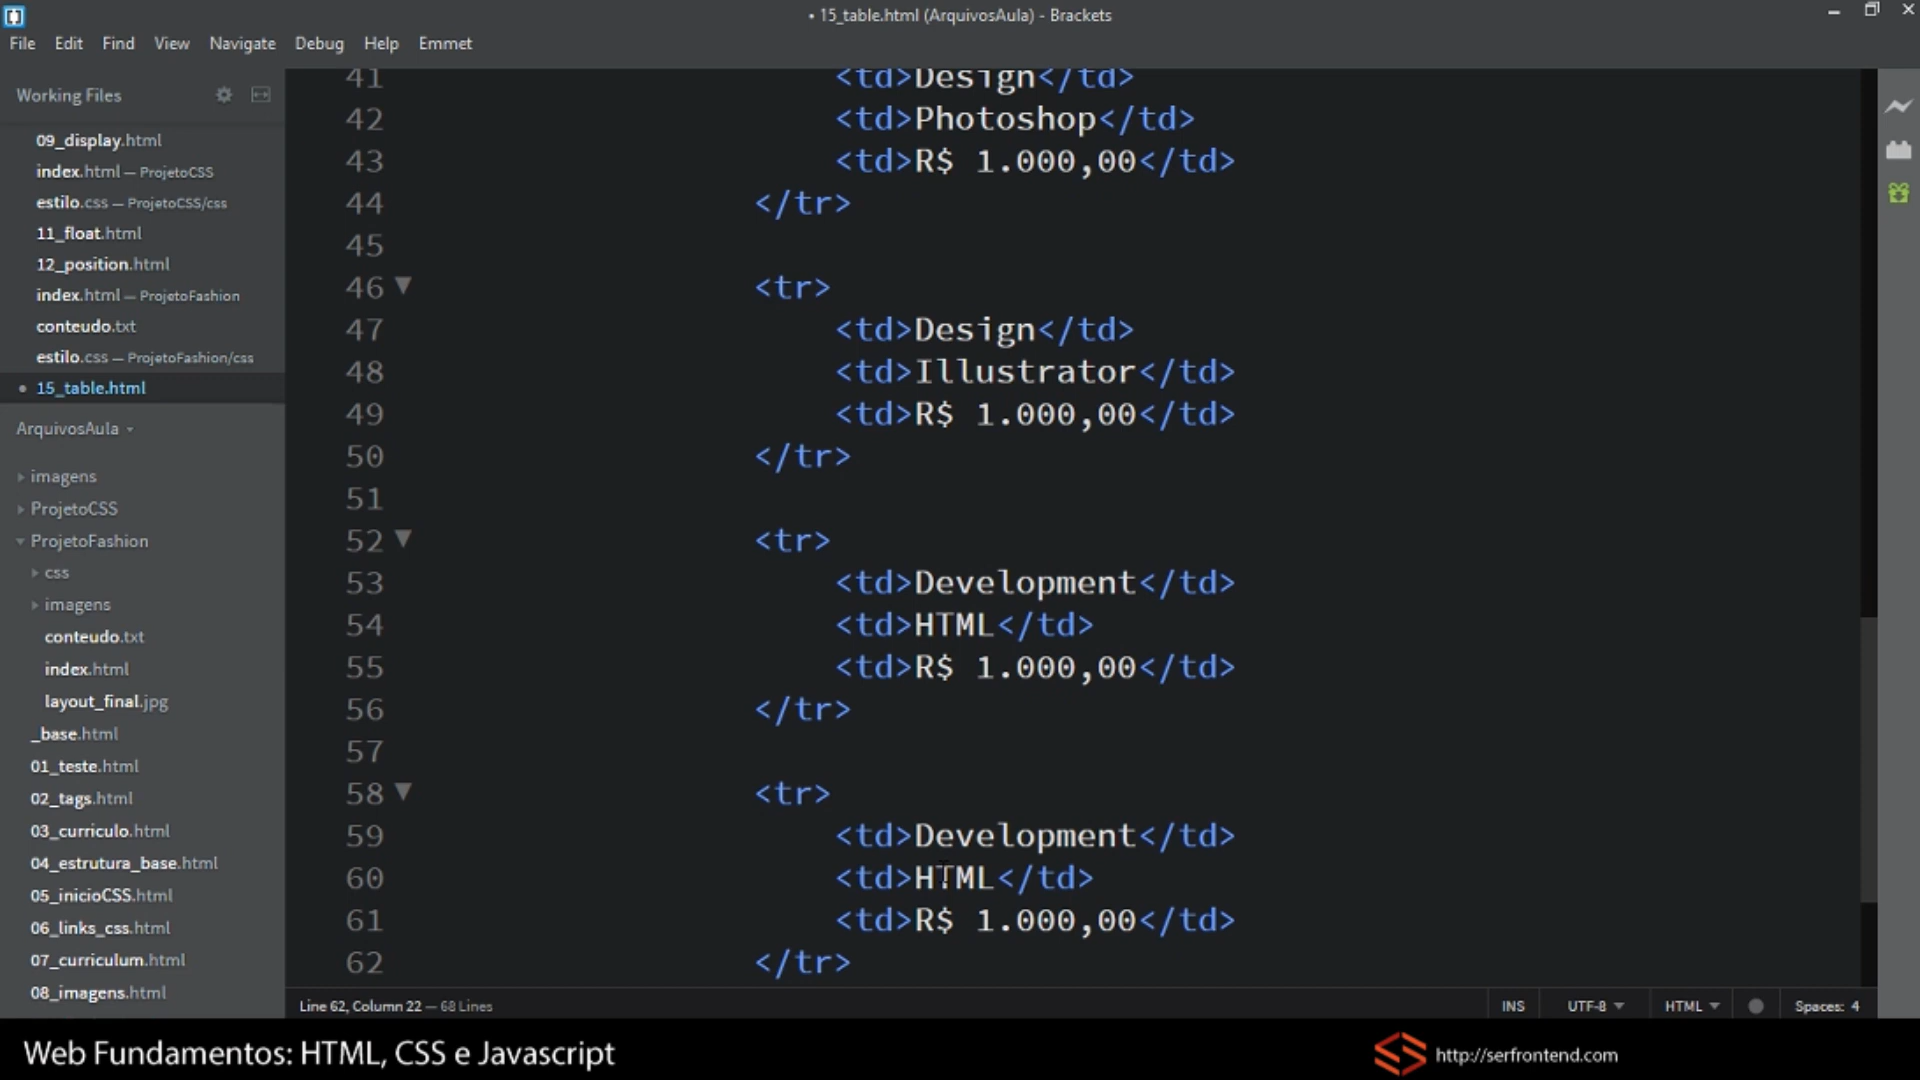 • 15_table.html (ArquivosAula) - Brackets
File Edit Find View Navigate Debug Help Emmet
Working Files
09_display.html
index.html — ProjetoCSS
estilo.css — ProjetoCSS/css
11_float.html
12_position.html
index.html — ProjetoFashion
conteudo.txt
estilo.css — ProjetoFashion/css
• 15_table.html
ArquivosAula
imagens
ProjetoCSS
ProjetoFashion
css
imagens
conteudo.txt
index.html
layout_final.jpg
_base.html
01_teste.html
02_tags.html
03_curriculo.html
04_estrutura_base.html
05_inicioCSS.html
06_links_css.html
07_curriculum.html
08_imagens.html
41 <td>Design</td>
42 <td>Photoshop</td>
43 <td>R$ 1.000,00</td>
44 </tr>
45
46 <tr>
47 <td>Design</td>
48 <td>Illustrator</td>
49 <td>R$ 1.000,00</td>
50 </tr>
51
52 <tr>
53 <td>Development</td>
54 <td>HTML</td>
55 <td>R$ 1.000,00</td>
56 </tr>
57
58 <tr>
59 <td>Development</td>
60 <td>HTML</td>
61 <td>R$ 1.000,00</td>
62 </tr>
Line 62, Column 22 — 68 Lines
INS UTF-8 HTML Spaces: 4
Web Fundamentos: HTML, CSS e Javascript
http://serfrontend.com